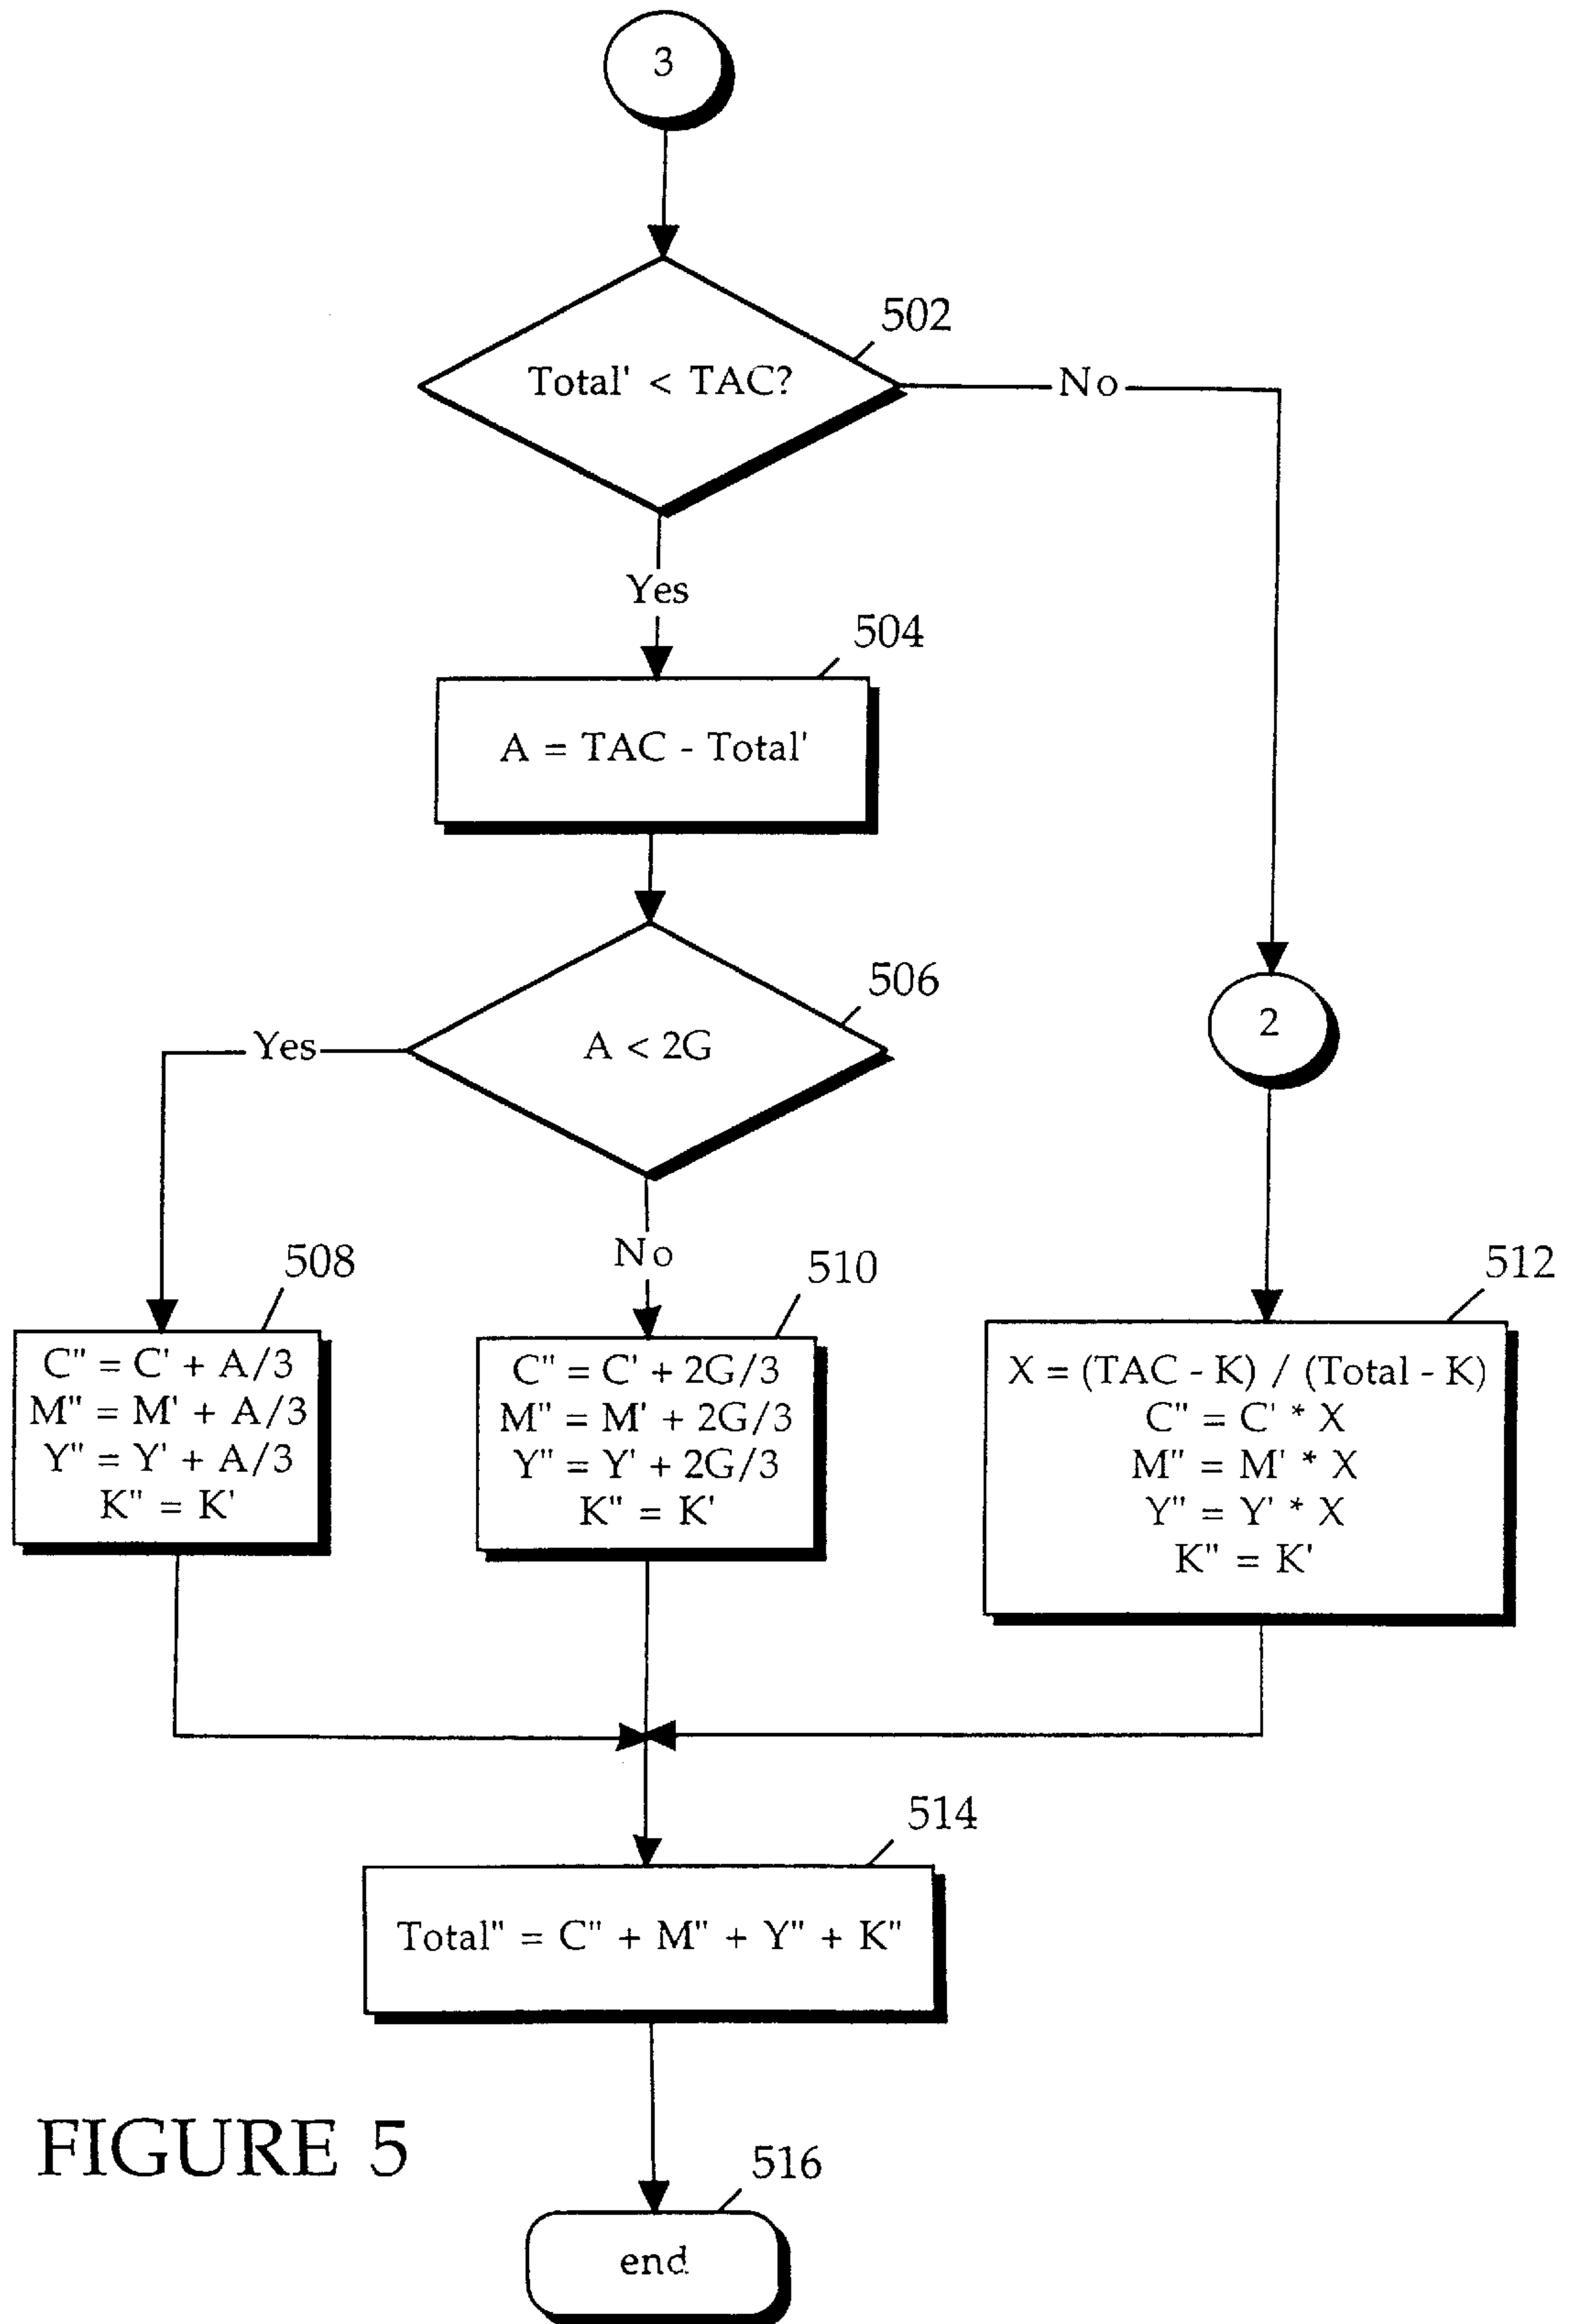 3
502
Total' < TAC?
No
Yes
504
A = TAC - Total'
506
Yes
A < 2G
2
No
508
510
512
C" = C' + A/3
M" = M' + A/3
Y" = Y' + A/3
K" = K'
C" = C' + 2G/3
M" = M' + 2G/3
Y" = Y' + 2G/3
K" = K'
X = (TAC - K) / (Total - K)
C" = C' * X
M" = M' * X
Y" = Y' * X
K" = K'
514
Total" = C" + M" + Y" + K"
FIGURE 5
516
end